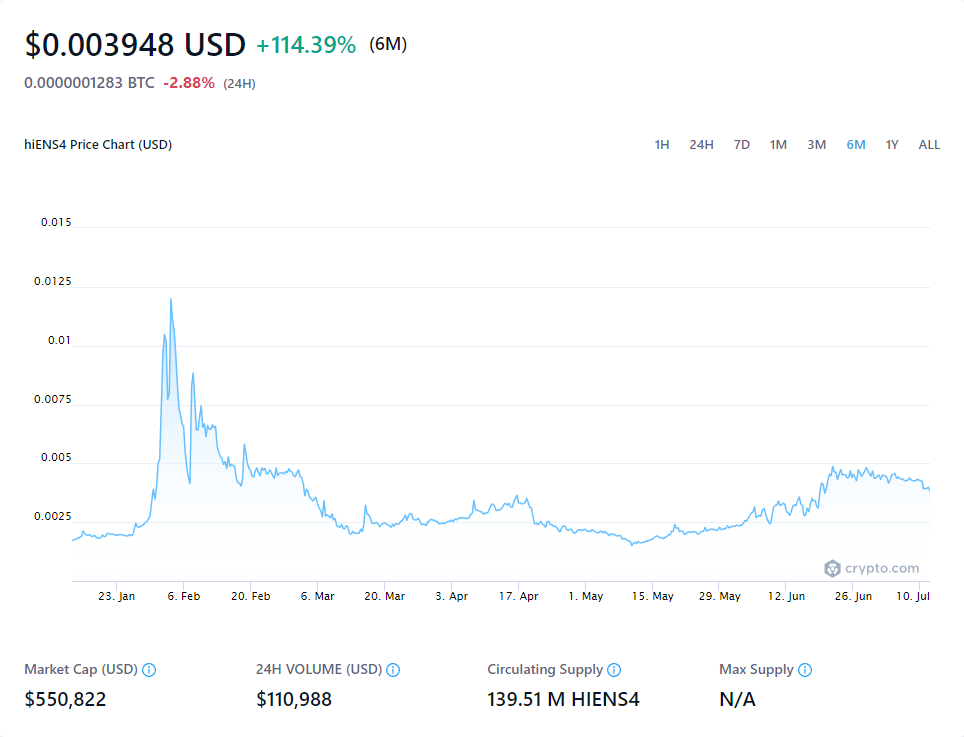 $0.003948 USD +114.39% (6M)
0.0000001283 BTC -2.88% (24H)
hiENS4 Price Chart (USD) 1H 24H 7D 1M 3M 6M 1Y ALL
0.015
0.0125
0.01
0.0075
0.005
0.0025
crypto.com
23. Jan 6. Feb 20. Feb 6. Mar 20. Mar 3. Apr 17. Apr 1. May 15. May 29. May 12. Jun 26. Jun 10. Jul
Market Cap (USD) 24H VOLUME (USD) Circulating Supply Max Supply
$550,822 $110,988 139.51 M HIENS4 N/A